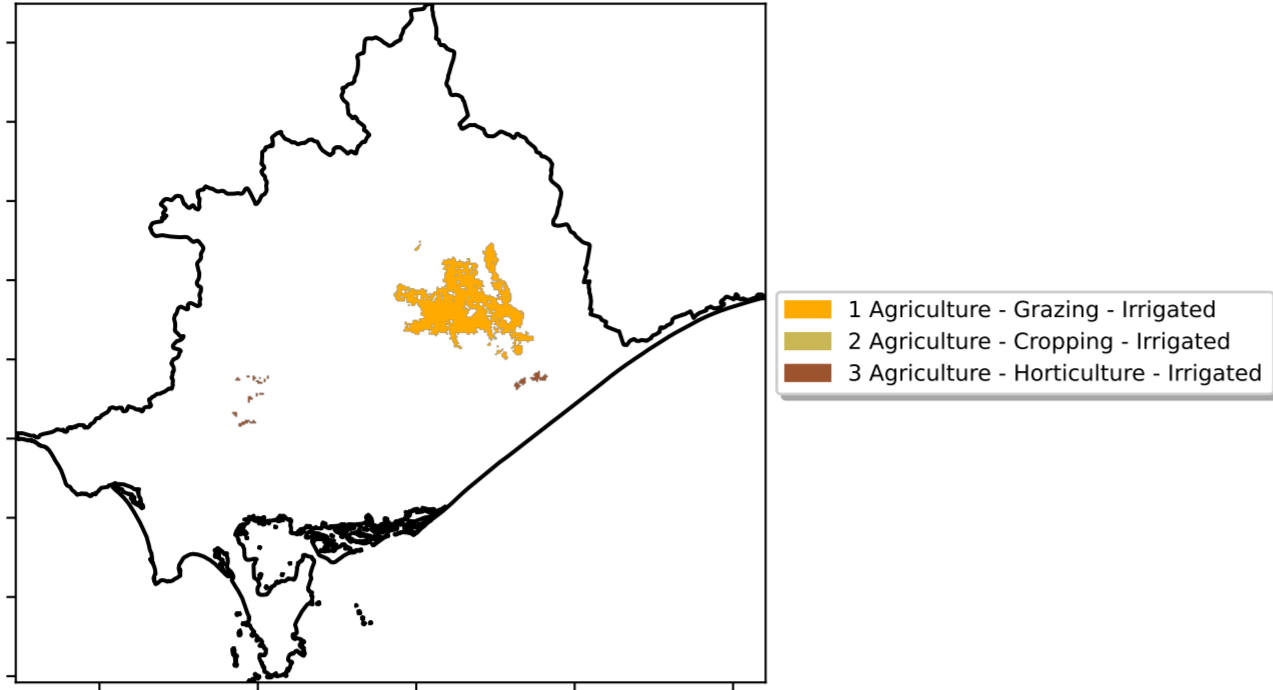 1 Agriculture - Grazing - Irrigated
2 Agriculture - Cropping - Irrigated
3 Agriculture - Horticulture - Irrigated